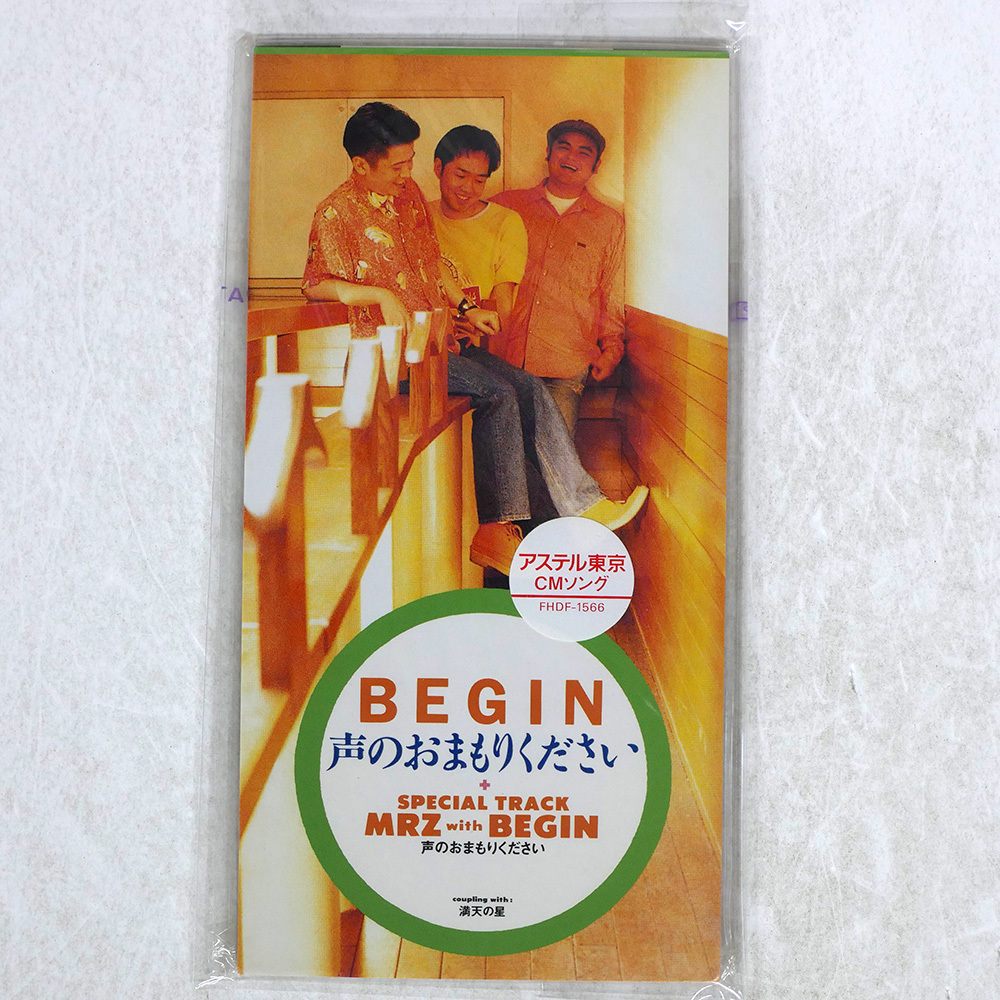 アステル東京
CMソング
FHDF-1566
BEGIN
声のおまもりください
+
SPECIAL TRACK
MRZ with BEGIN
声のおまもりください
coupling with:
満天の星